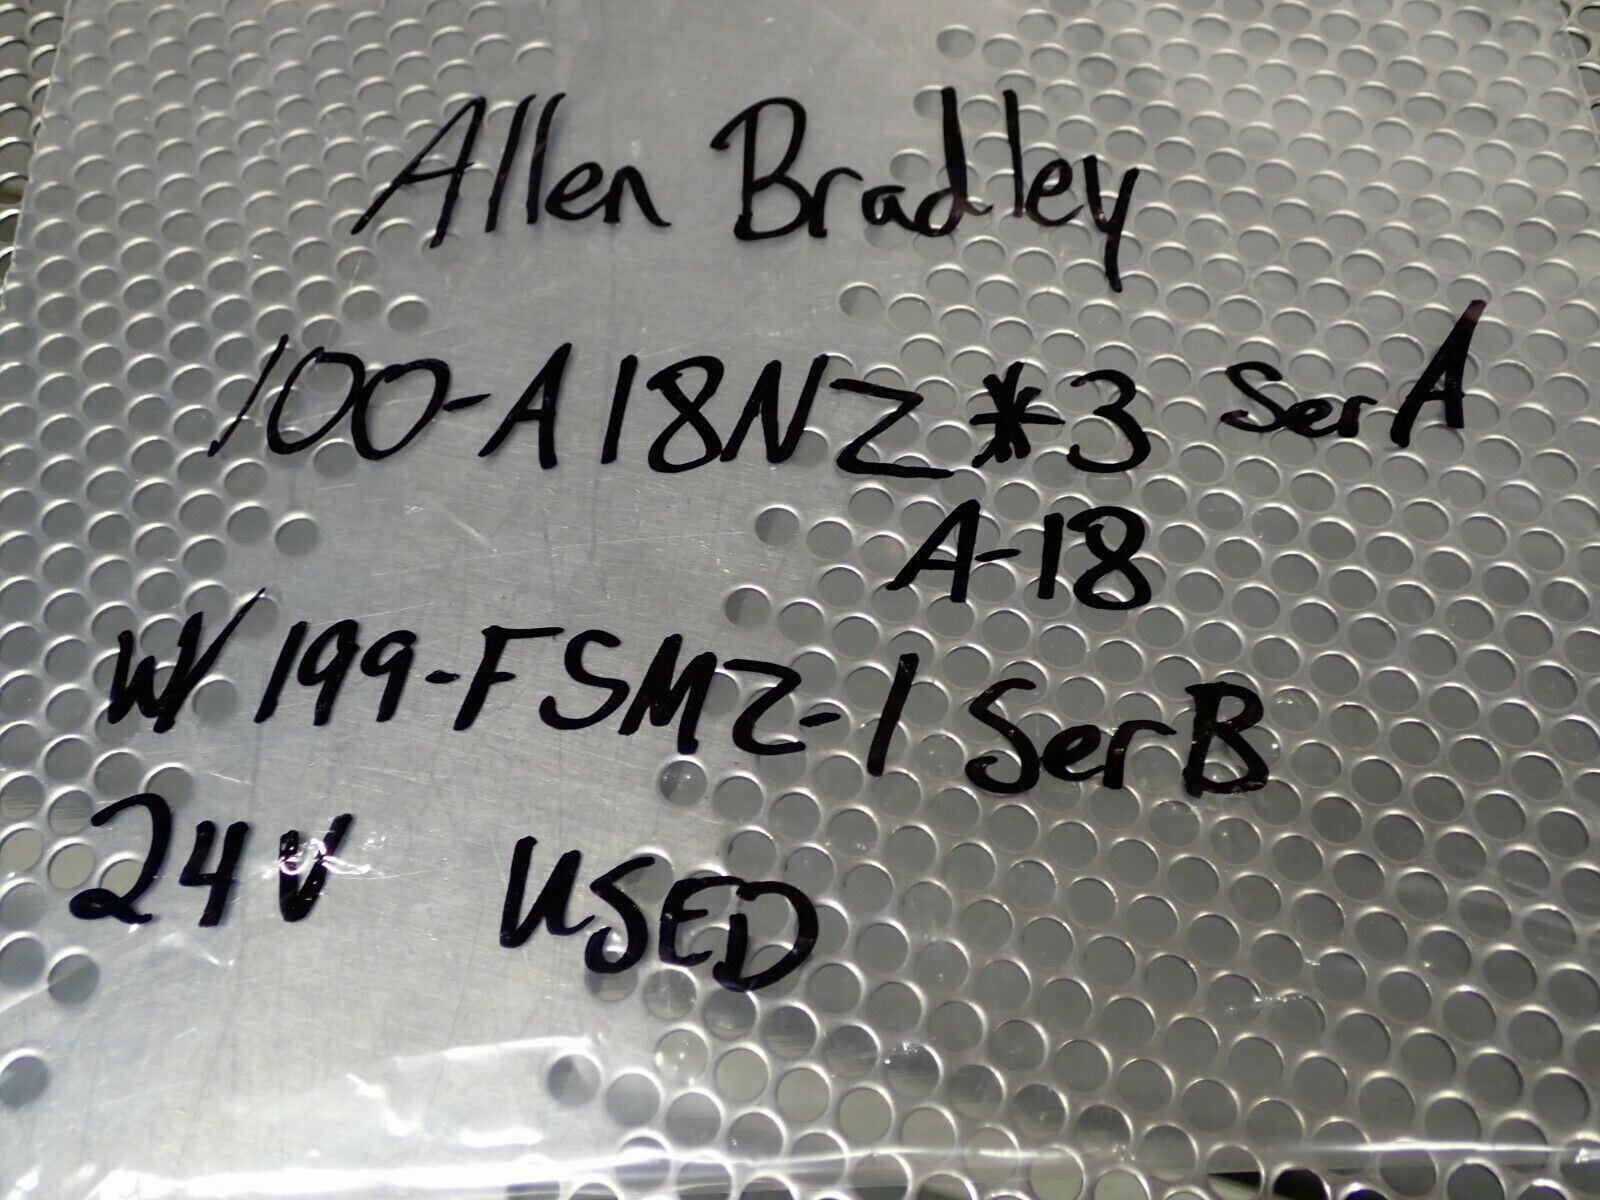 Allen Bradley
100-A18NZ*3 Ser A
A-18
W/ 199-FSMZ-1 Ser B
24V USED